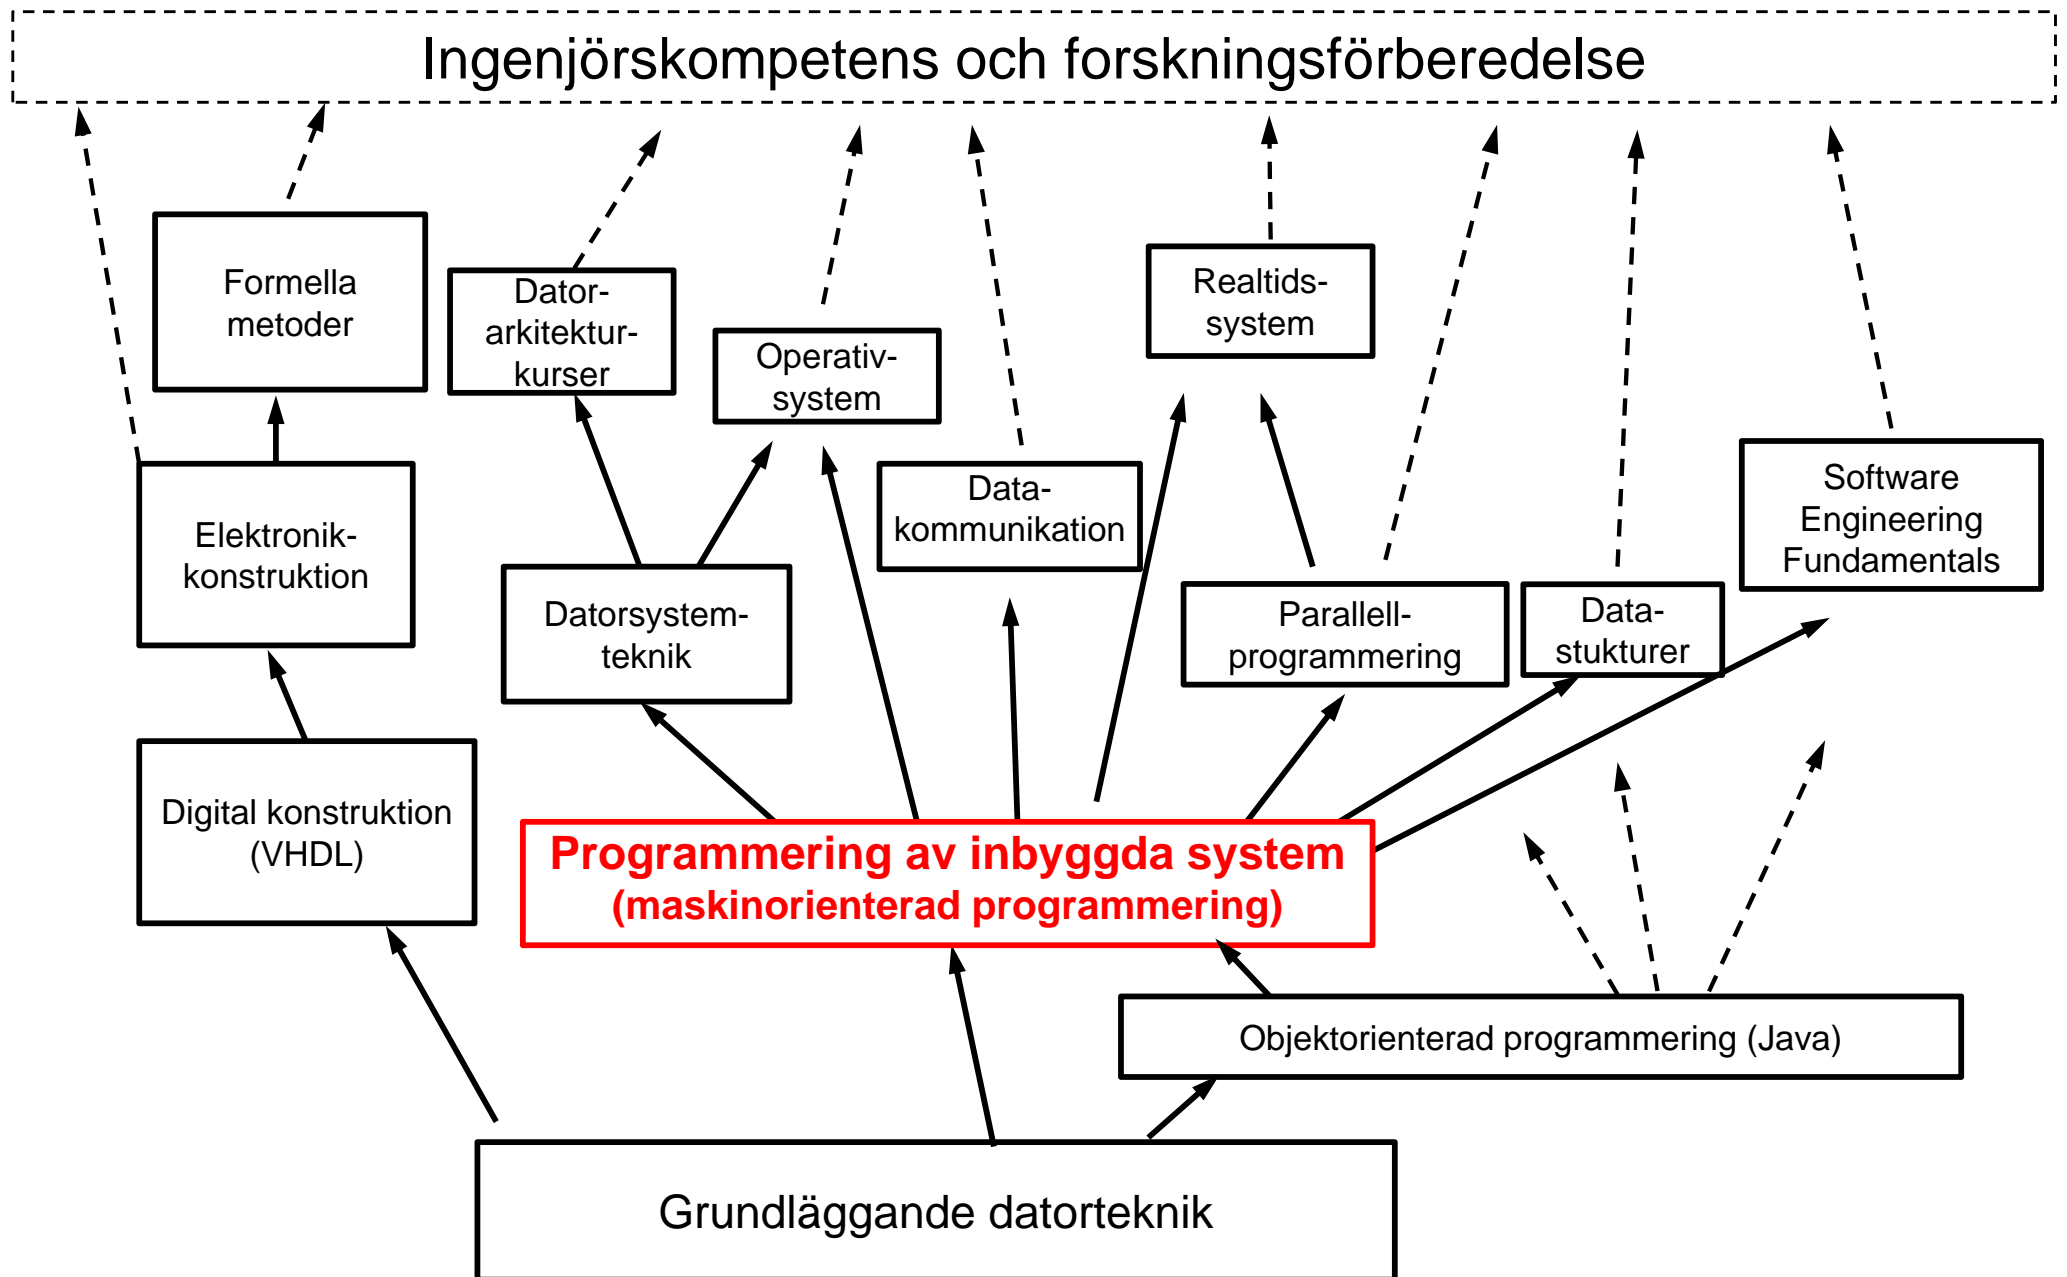 Ingenjörskompetens och forskningsförberedelse
Formella
metoder
Dator-
arkitektur-
kurser
Operativ-
system
Realtids-
system
Elektronik-
konstruktion
Data-
kommunikation
Software
Engineering
Fundamentals
Datorsystem-
teknik
Parallell-
programmering
Data-
stukturer
Digital konstruktion
(VHDL)
Programmering av inbyggda system
(maskinorienterad programmering)
Objektorienterad programmering (Java)
Grundläggande datorteknik